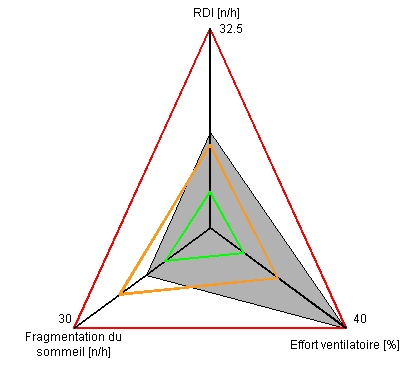 RDI [n/h]
32.5
30
40
Fragmentation du
sommeil [n/h]
Effort ventilatoire [%]